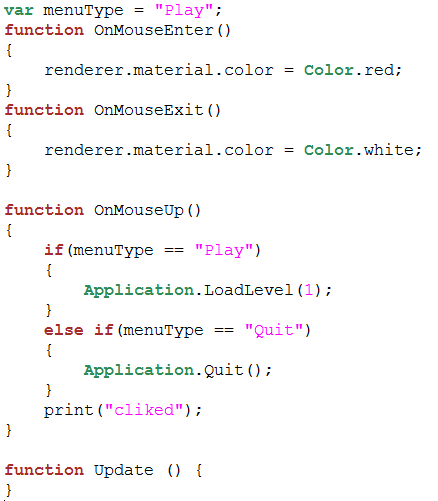 var menuType = "Play";
function OnMouseEnter()
{
    renderer.material.color = Color.red;
}
function OnMouseExit()
{
    renderer.material.color = Color.white;
}

function OnMouseUp()
{
    if(menuType == "Play")
    {
        Application.LoadLevel(1);
    }
    else if(menuType == "Quit")
    {
        Application.Quit();
    }
    print("cliked");
}

function Update () {
}